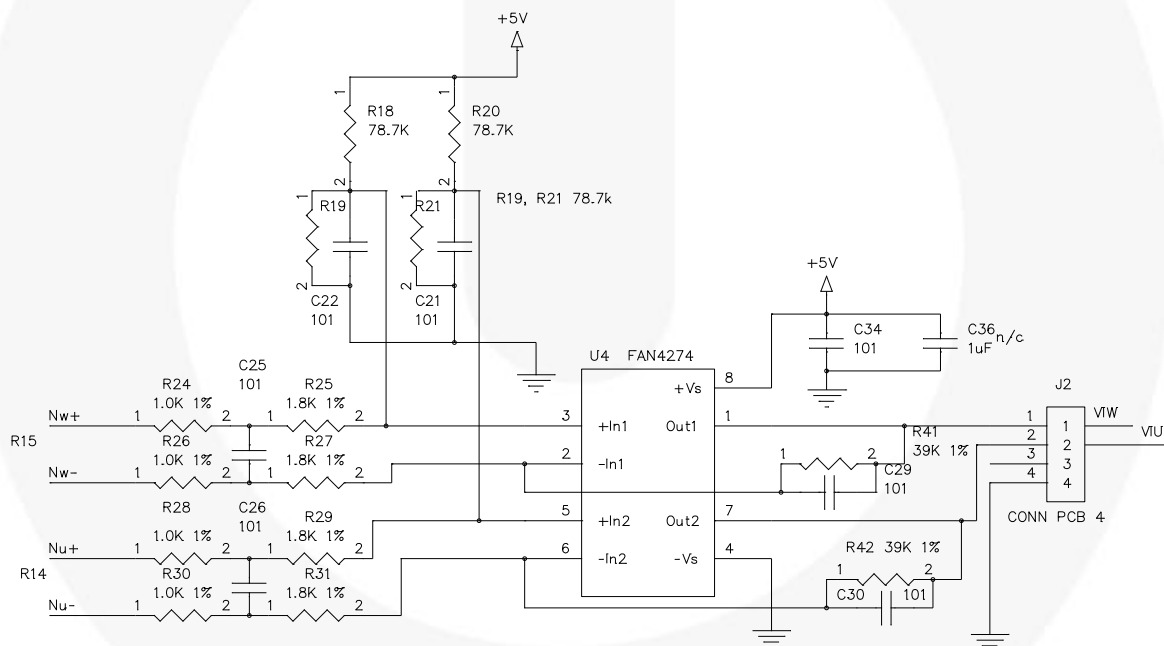 +5V
1 1
R18 R20
78.7K 78.7K
2 2
1 1
R19 R21 R19, R21 78.7k
2 2
C22 C21
101 101
+5V
C34 C36 n/c
101 1uF
U4 FAN4274
J2
+Vs 8
C25
101
R24 R25
1.0K 1% 1.8K 1%
Nw+ 1 2 1 2 3 +In1 Out1 1 1 1 VIW
R15 R26 R27
R41
39K 1%
2 2 VIU
1.0K 1% 1.8K 1%
Nw- 1 2 1 2 2 -In1
1 2
3 3
C29
101
4 4
CONN PCB 4
R28 C26 R29
101
1.0K 1% 1.8K 1%
Nu+ 1 2 1 2 5 +In2 Out2 7
R14 R30 R31
1.0K 1% 1.8K 1%
Nu- 1 2 1 2 6 -In2 -Vs 4
R42 39K 1%
1 2
C30 101